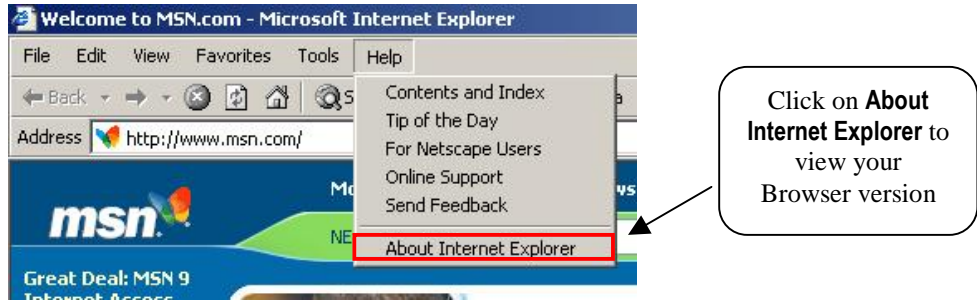 Welcome to MSN.com - Microsoft Internet Explorer
File Edit View Favorites Tools Help
Back
Address http://www.msn.com/
Contents and Index
Tip of the Day
For Netscape Users
Online Support
Send Feedback
About Internet Explorer
msn
Great Deal: MSN 9
Internet Access
Click on About
Internet Explorer to
view your
Browser version